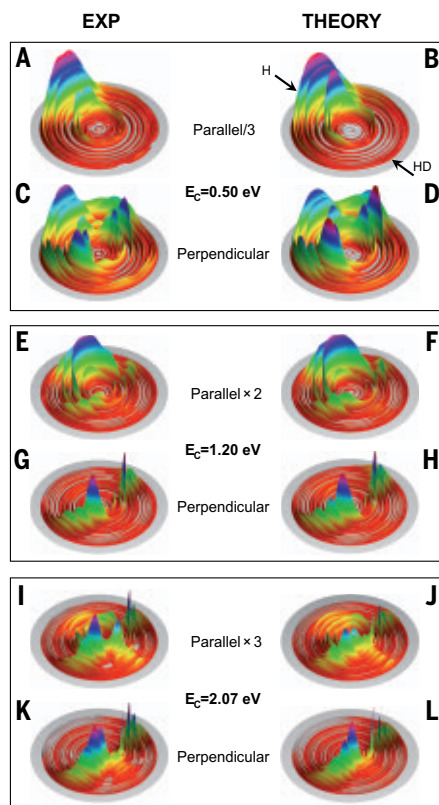 EXP THEORY
A B
H
Parallel/3
HD
C D
E_C=0.50 eV
Perpendicular
E F
Parallel × 2
E_C=1.20 eV
G H
Perpendicular
I J
Parallel × 3
E_C=2.07 eV
K L
Perpendicular